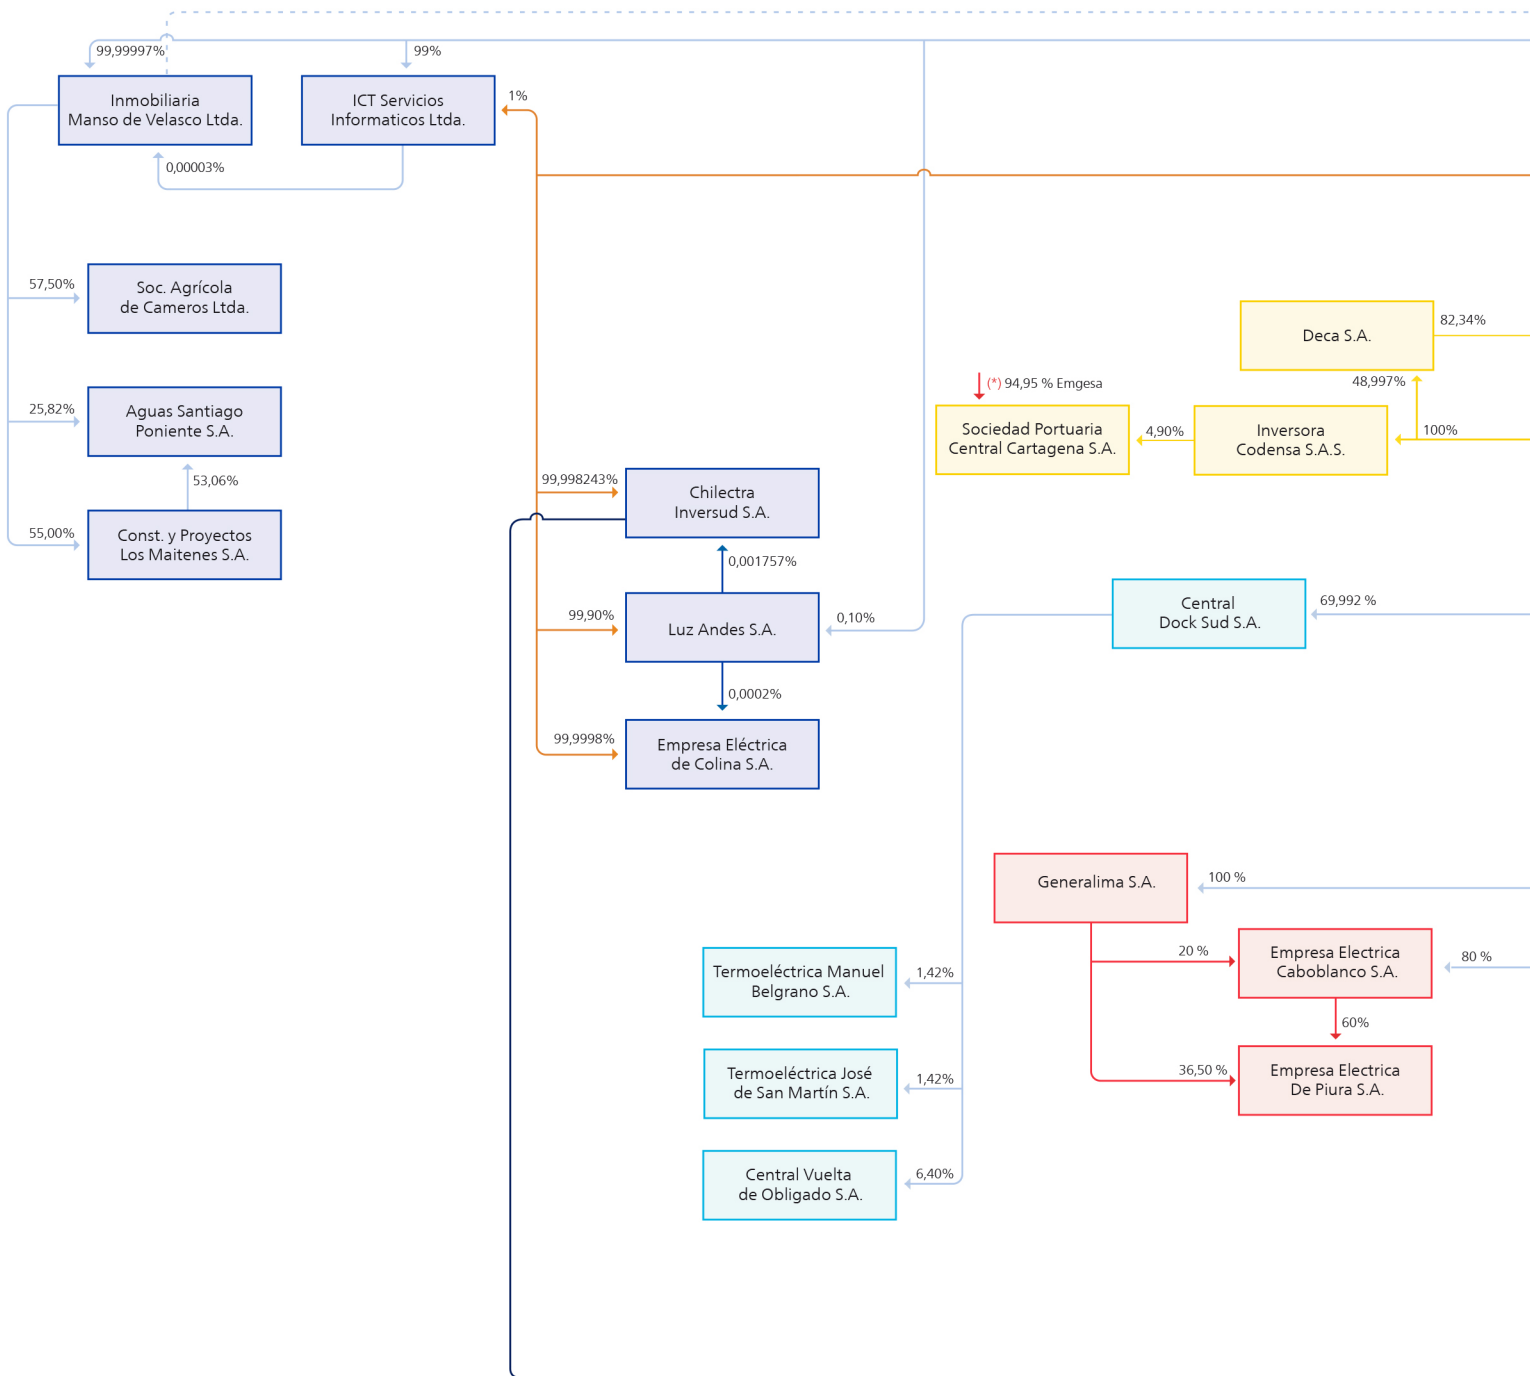 99,99997%
99%
Inmobiliaria
Manso de Velasco Ltda.
ICT Servicios
Informaticos Ltda.
1%
0,00003%
57,50%
Soc. Agrícola
de Cameros Ltda.
25,82%
Aguas Santiago
Poniente S.A.
53,06%
55,00%
Const. y Proyectos
Los Maitenes S.A.
Deca S.A.
82,34%
48,997%
(*) 94,95 % Emgesa
Sociedad Portuaria
Central Cartagena S.A.
4,90%
Inversora
Codensa S.A.S.
100%
99,998243%
Chilectra
Inversud S.A.
0,001757%
99,90%
Luz Andes S.A.
0,10%
0,0002%
99,9998%
Empresa Eléctrica
de Colina S.A.
Central
Dock Sud S.A.
69,992 %
Generalima S.A.
100 %
20 %
Empresa Electrica
Caboblanco S.A.
80 %
60%
36,50 %
Empresa Electrica
De Piura S.A.
Termoeléctrica Manuel
Belgrano S.A.
1,42%
Termoeléctrica José
de San Martín S.A.
1,42%
Central Vuelta
de Obligado S.A.
6,40%